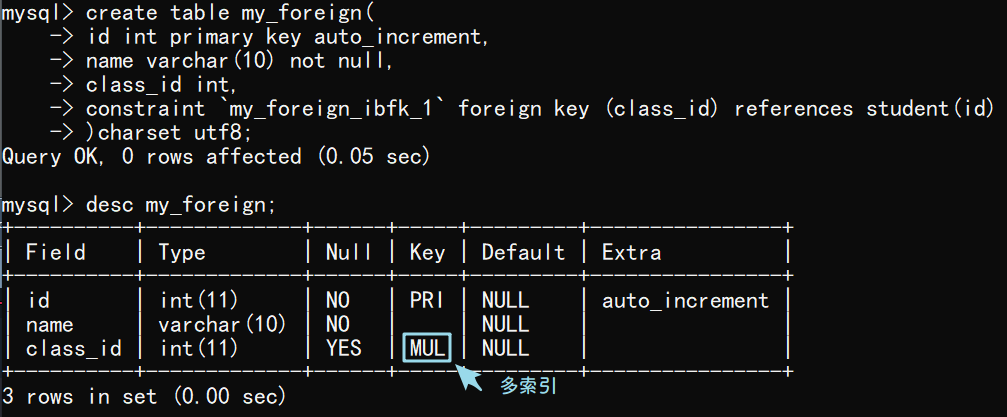 mysql> create table my_foreign(
    -> id int primary key auto_increment,
    -> name varchar(10) not null,
    -> class_id int,
    -> constraint `my_foreign_ibfk_1` foreign key (class_id) references student(id)
    -> )charset utf8;
Query OK, 0 rows affected (0.05 sec)

mysql> desc my_foreign;
+----------+-------------+------+-----+---------+----------------+
| Field    | Type        | Null | Key | Default | Extra          |
+----------+-------------+------+-----+---------+----------------+
| id       | int(11)     | NO   | PRI | NULL    | auto_increment |
| name     | varchar(10) | NO   |     | NULL    |                |
| class_id | int(11)     | YES  | MUL | NULL    |                |
+----------+-------------+------+-----+---------+----------------+
多索引
3 rows in set (0.00 sec)